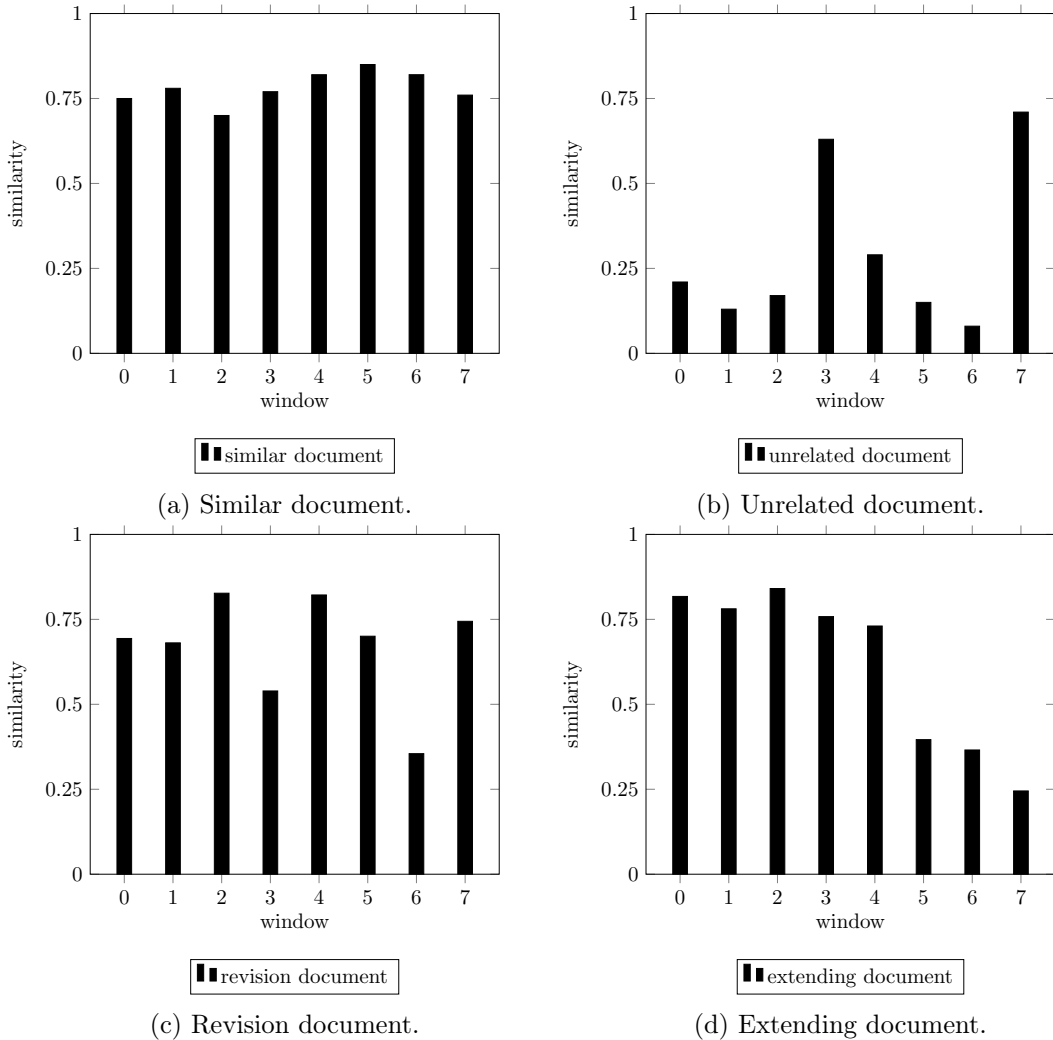 1
0.75
0.5
0.25
0
similarity
0 1 2 3 4 5 6 7
window
similar document
(a) Similar document.
1
0.75
0.5
0.25
0
similarity
0 1 2 3 4 5 6 7
window
unrelated document
(b) Unrelated document.
1
0.75
0.5
0.25
0
similarity
0 1 2 3 4 5 6 7
window
revision document
(c) Revision document.
1
0.75
0.5
0.25
0
similarity
0 1 2 3 4 5 6 7
window
extending document
(d) Extending document.